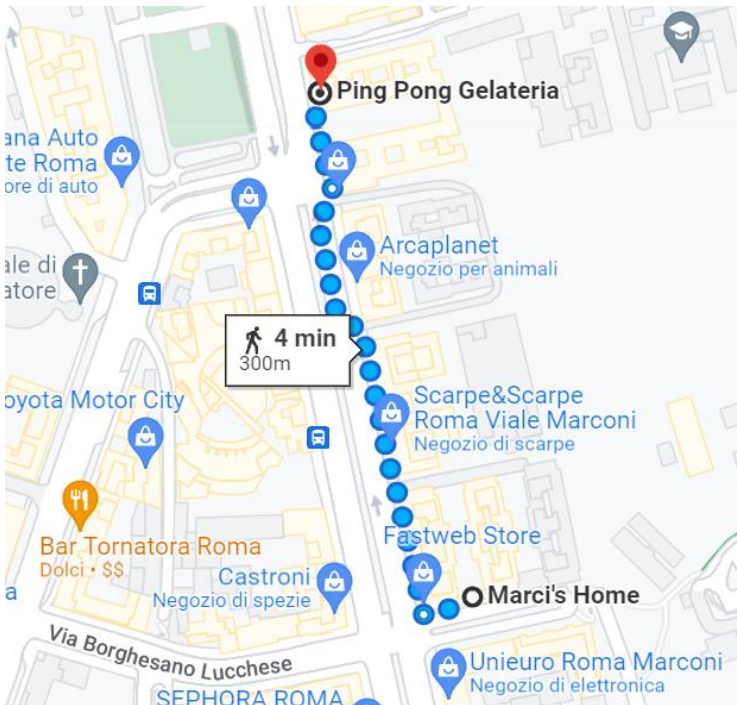 Ping Pong Gelateria
ana Auto
te Roma
ore di auto
Arcaplanet
Negozio per animali
ale di
atore
4 min
300m
oyota Motor City
Scarpe&Scarpe
Roma Viale Marconi
Negozio di scarpe
Fastweb Store
Bar Tornatora Roma
Dolci • $$
Castroni
Negozio di spezie
Marci's Home
a
Via Borghesano Lucchese
Unieuro Roma Marconi
Negozio di elettronica
SEPHORA ROMA